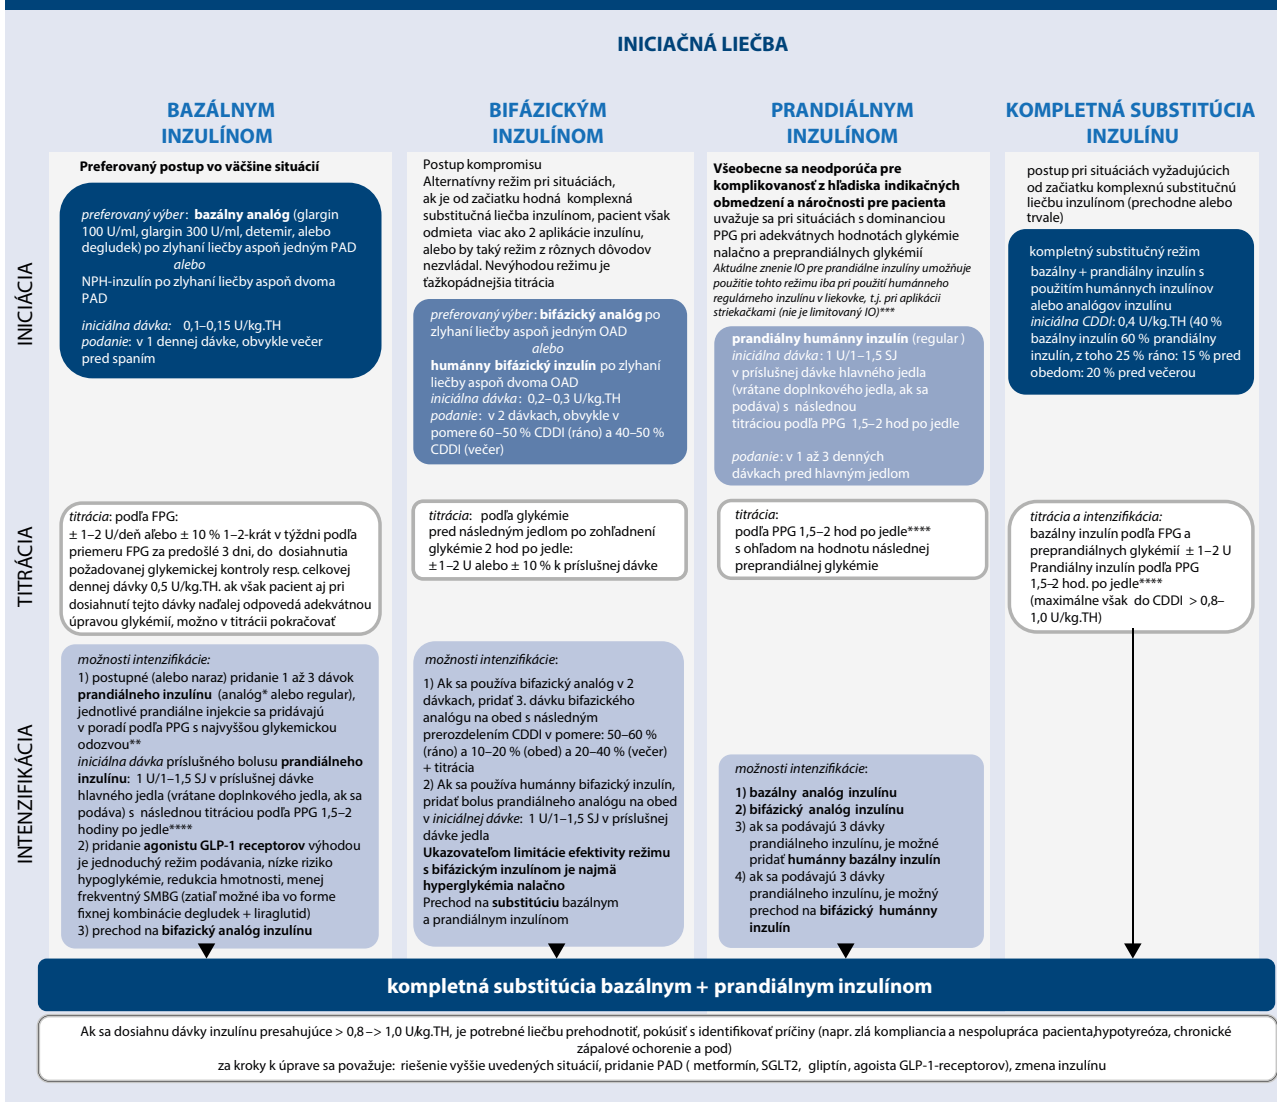 INICIAČNÁ LIEČBA
BAZÁLNYM
INZULÍNOM
BIFÁZICKÝM
INZULÍNOM
PRANDIÁLNYM
INZULÍNOM
KOMPLETNÁ SUBSTITÚCIA
INZULÍNU
INICIÁCIA
Preferovaný postup vo väčšine situácií
preferovaný výber: bazálny analóg (glargin
100 U/ml, glargin 300 U/ml, detemir, alebo
degludek) po zlyhaní liečby aspoň jedným PAD
alebo
NPH-inzulín po zlyhaní liečby aspoň dvoma
PAD
iniciálna dávka: 0,1–0,15 U/kg.TH
podanie: v 1 dennej dávke, obvykle večer
pred spaním
Postup kompromisu
Alternatívny režim pri situáciách,
ak je od začiatku hodná komplexná
substitučná liečba inzulínom, pacient však
odmieta viac ako 2 aplikácie inzulínu,
alebo by taký režim z rôznych dôvodov
nezvládal. Nevýhodou režimu je
ťažkopádnejšia titrácia
preferovaný výber: bifázický analóg po
zlyhaní liečby aspoň jedným OAD
alebo
humánny bifázický inzulín po zlyhaní
liečby aspoň dvoma OAD
iniciálna dávka: 0,2–0,3 U/kg.TH
podanie: v 2 dávkach, obvykle v
pomere 60–50 % CDDI (ráno) a 40–50 %
CDDI (večer)
Všeobecne sa neodporúča pre
komplikovanosť z hľadiska indikačných
obmedzení a náročnosti pre pacienta
uvažuje sa pri situáciách s dominanciou
PPG pri adekvátnych hodnotách glykémie
nalačno a preprandiálnych glykémií
Aktuálne znenie IO pre prandiálne inzulíny umožňuje
použitie tohto režimu iba pri použití humánneho
regulárneho inzulínu v liekovke, t.j. pri aplikácii
striekačkami (nie je limitovaný IO)***
prandiálny humánny inzulín (regular )
iniciálna dávka: 1 U/1–1,5 SJ
v príslušnej dávke hlavného jedla
(vrátane doplnkového jedla, ak sa
podáva) s následnou
titráciou podľa PPG 1,5–2 hod po jedle
podanie: v 1 až 3 denných
dávkach pred hlavným jedlom
postup pri situáciách vyžadujúcich
od začiatku komplexnú substitučnú
liečbu inzulínom (prechodne alebo
trvale)
kompletný substitučný režim
bazálny + prandiálny inzulín s
použitím humánnych inzulínov
alebo analógov inzulínu
iniciálna CDDI: 0,4 U/kg.TH (40 %
bazálny inzulín 60 % prandiálny
inzulín, z toho 25 % ráno: 15 % pred
obedom: 20 % pred večerou
TITRÁCIA
titrácia: podľa FPG:
± 1–2 U/deň aľebo ± 10 % 1–2-krát v týždni podľa
priemeru FPG za predošlé 3 dni, do dosiahnutia
požadovanej glykemickej kontroly resp. celkovej
dennej dávky 0,5 U/kg.TH. ak však pacient aj pri
dosiahnutí tejto dávky naďalej odpovedá adekvátnou
úpravou glykémií, možno v titrácii pokračovať
titrácia: podľa glykémie
pred následným jedlom po zohľadnení
glykémie 2 hod po jedle:
± 1–2 U alebo ± 10 % k príslušnej dávke
titrácia:
podľa PPG 1,5–2 hod po jedle****
s ohľadom na hodnotu následnej
preprandiálnej glykémie
titrácia a intenzifikácia:
bazálny inzulín podľa FPG a
preprandiálnych glykémií ± 1–2 U
Prandiálny inzulín podľa PPG
1,5–2 hod. po jedle****
(maximálne však do CDDI > 0,8–
1,0 U/kg.TH)
INTENZIFIKÁCIA
možnosti intenzifikácie:
1) postupné (alebo naraz) pridanie 1 až 3 dávok
prandiálneho inzulínu (analóg* alebo regular),
jednotlivé prandiálne injekcie sa pridávajú
v poradí podľa PPG s najvyššou glykemickou
odozvou**
iniciálna dávka príslušného bolusu prandiálneho
inzulínu: 1 U/1–1,5 SJ v príslušnej dávke
hlavného jedla (vrátane doplnkového jedla, ak sa
podáva) s následnou titráciou podľa PPG 1,5–2
hodiny po jedle****
2) pridanie agonistu GLP-1 receptorov výhodou
je jednoduchý režim podávania, nízke riziko
hypoglykémie, redukcia hmotnosti, menej
frekventný SMBG (zatiaľ možné iba vo forme
fixnej kombinácie degludek + liraglutid)
3) prechod na bifazický analóg inzulínu
možnosti intenzifikácie:
1) Ak sa používa bifazický analóg v 2
dávkach, pridať 3. dávku bifazického
analógu na obed s následným
prerozdelením CDDI v pomere: 50–60 %
(ráno) a 10–20 % (obed) a 20–40 % (večer)
+ titrácia
2) Ak sa používa humánny bifazický inzulín,
pridať bolus prandiálneho analógu na obed
v iniciálnej dávke: 1 U/1–1,5 SJ v príslušnej
dávke jedla
Ukazovateľom limitácie efektivity režimu
s bifázickým inzulínom je najmä
hyperglykémia nalačno
Prechod na substitúciu bazálnym
a prandiálnym inzulínom
možnosti intenzifikácie:
1) bazálny analóg inzulínu
2) bifázický analóg inzulínu
3) ak sa podávajú 3 dávky
prandiálneho inzulínu, je možné
pridať humánny bazálny inzulín
4) ak sa podávajú 3 dávky
prandiálneho inzulínu, je možný
prechod na bifázický humánny
inzulín
kompletná substitúcia bazálnym + prandiálnym inzulínom
Ak sa dosiahnu dávky inzulínu presahujúce > 0,8 –> 1,0 U/kg.TH, je potrebné liečbu prehodnotiť, pokúsiť s identifikovať príčiny (napr. zlá kompliancia a nespolupráca pacienta,hypotyreóza, chronické
zápalové ochorenie a pod)
za kroky k úprave sa považuje: riešenie vyššie uvedených situácií, pridanie PAD ( metformín, SGLT2, gliptín, agoista GLP-1-receptorov), zmena inzulínu